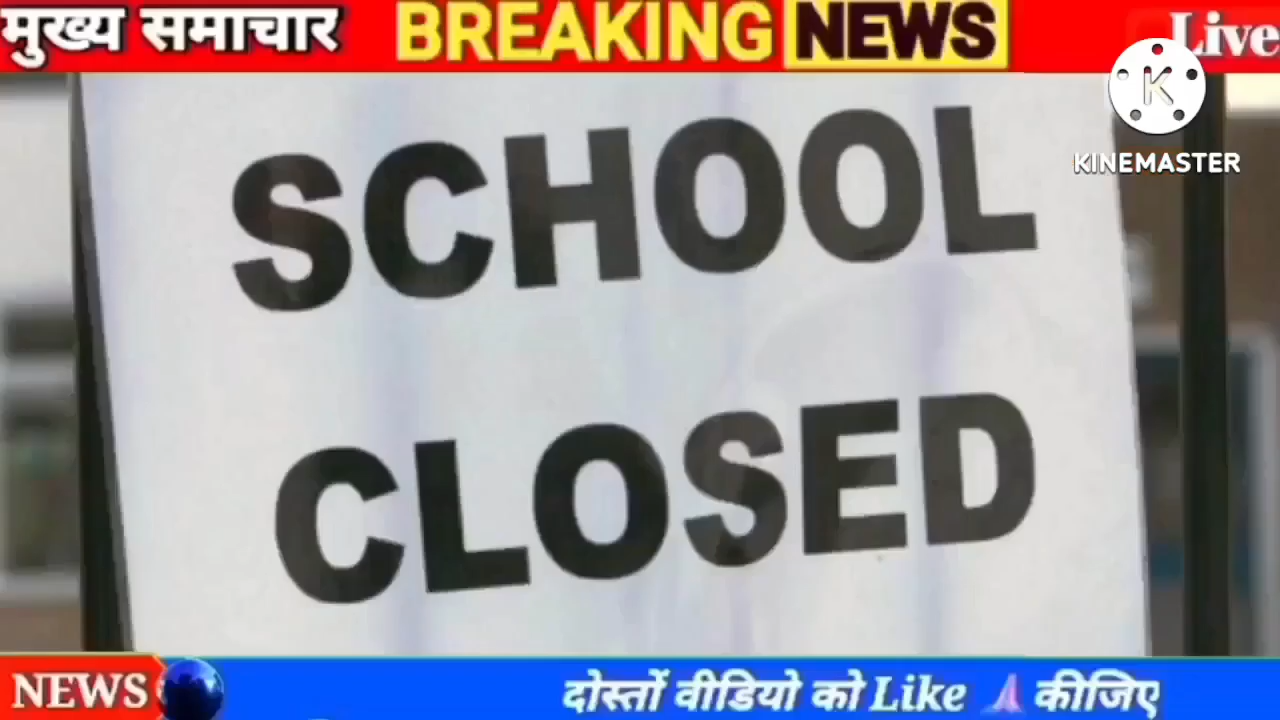 मुख्य समाचार BREAKING NEWS Live
K
KINEMASTER
SCHOOL
CLOSED
NEWS दोस्तों वीडियो को Like कीजिए